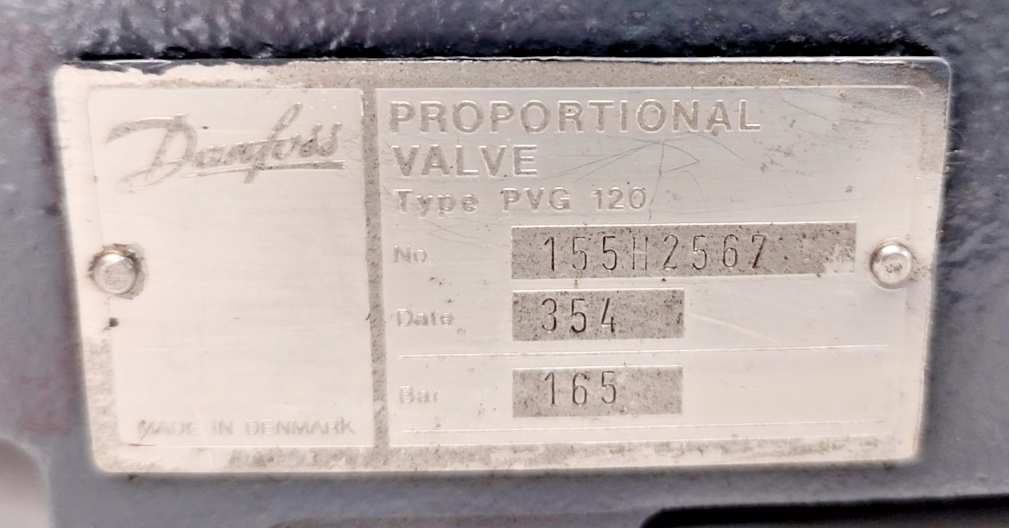 Danfoss
PROPORTIONAL
VALVE
Type PVG 120
No. 155H2567
Date 354
Bar 165
MADE IN DENMARK